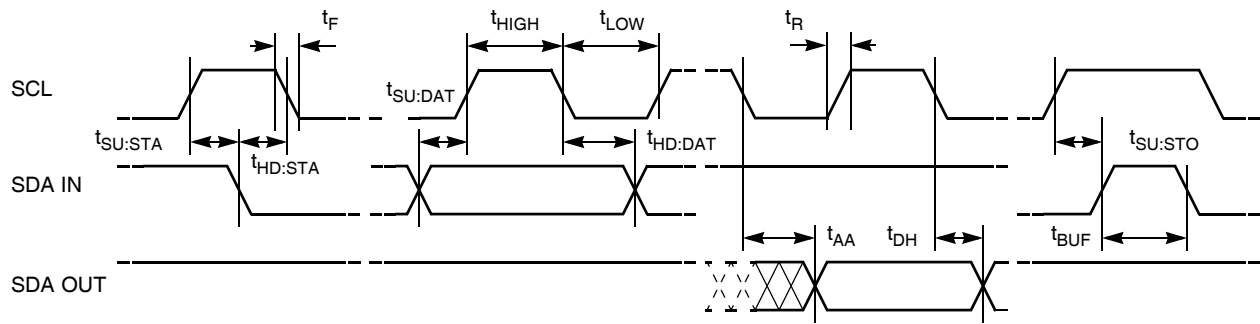 tF
tHIGH
tLOW
tR
SCL
tSU:DAT
tSU:STA
tHD:STA
tHD:DAT
tSU:STO
SDA IN
tAA
tDH
tBUF
SDA OUT